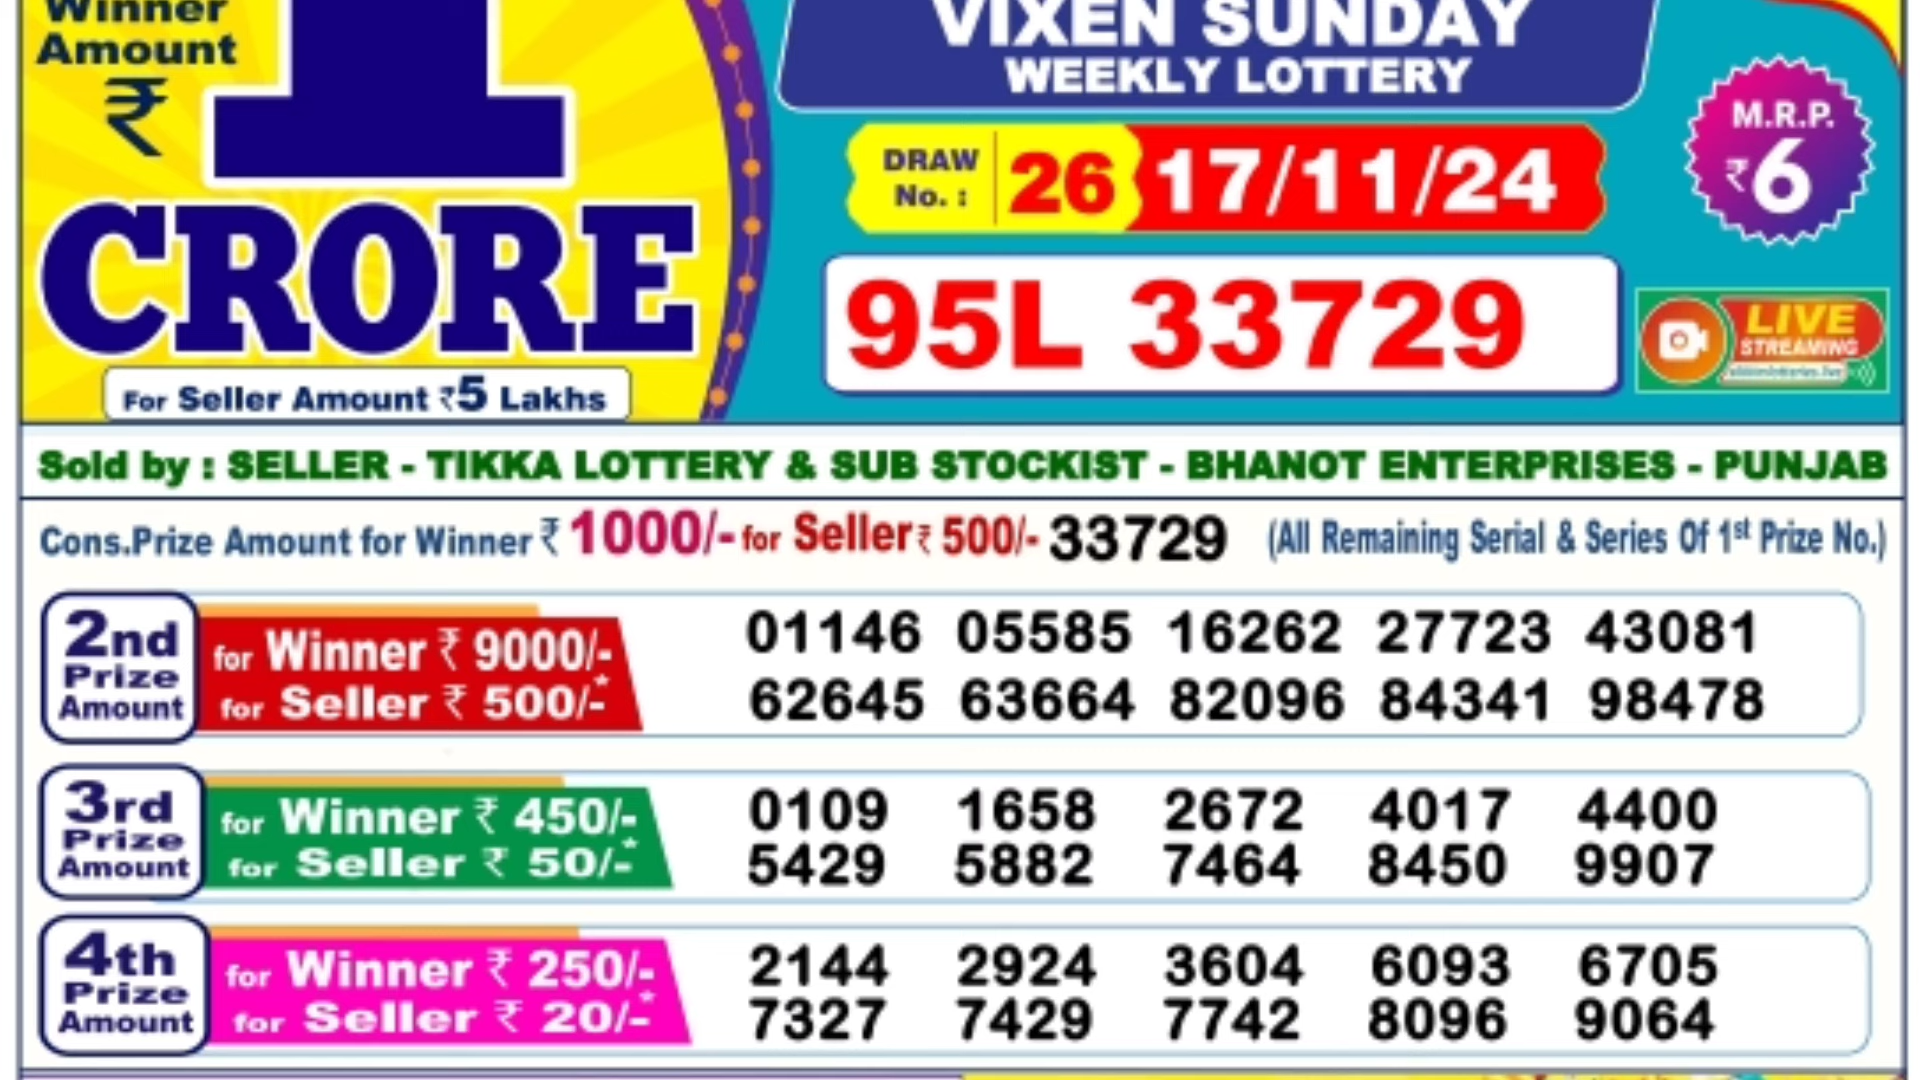 Winner
Amount
₹
1
CRORE
For Seller Amount ₹5 Lakhs
VIXEN SUNDAY
WEEKLY LOTTERY
DRAW No. : 26 17/11/24
M.R.P.
₹6
95L 33729
LIVE
STREAMING
Sold by : SELLER - TIKKA LOTTERY & SUB STOCKIST - BHANOT ENTERPRISES - PUNJAB
Cons.Prize Amount for Winner ₹ 1000/- for Seller ₹ 500/- 33729 (All Remaining Serial & Series Of 1st Prize No.)
2nd
Prize
Amount
for Winner ₹ 9000/-
for Seller ₹ 500/-*
01146 05585 16262 27723 43081
62645 63664 82096 84341 98478
3rd
Prize
Amount
for Winner ₹ 450/-
for Seller ₹ 50/-*
0109 1658 2672 4017 4400
5429 5882 7464 8450 9907
4th
Prize
Amount
for Winner ₹ 250/-
for Seller ₹ 20/-*
2144 2924 3604 6093 6705
7327 7429 7742 8096 9064